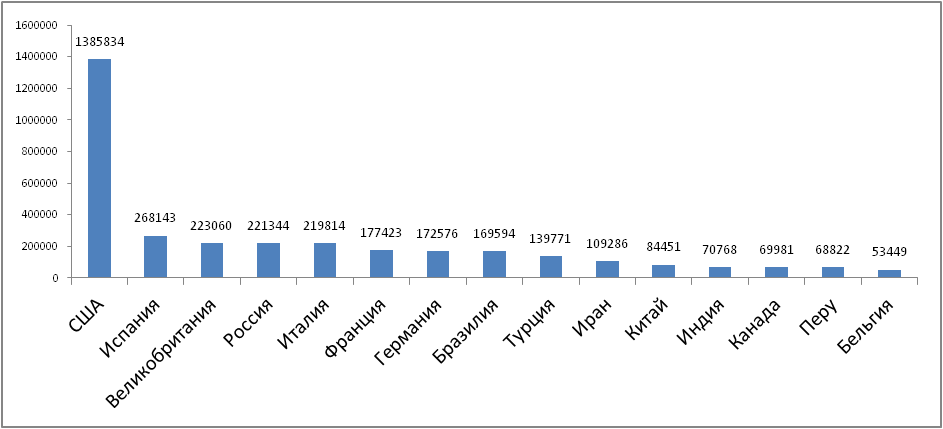 1600000
1400000
1200000
1000000
800000
600000
400000
200000
0
1385834
268143
223060
221344
219814
177423
172576
169594
139771
109286
84451
70768
69981
68822
53449
США
Испания
Великобритания
Россия
Италия
Франция
Германия
Бразилия
Турция
Иран
Китай
Индия
Канада
Перу
Бельгия